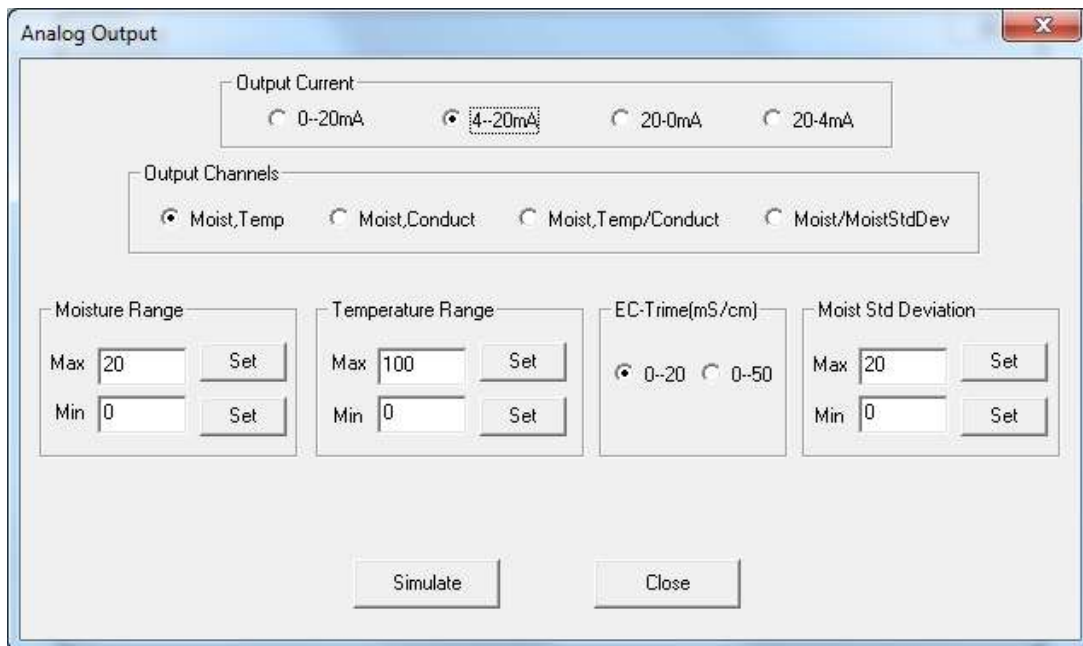 Analog Output
Output Current
0--20mA 4--20mA 20-0mA 20-4mA
Output Channels
Moist,Temp Moist,Conduct Moist,Temp/Conduct Moist/MoistStdDev
Moisture Range
Max 20 Set
Min 0 Set
Temperature Range
Max 100 Set
Min 0 Set
EC-Trime(mS/cm)
0--20 0--50
Moist Std Deviation
Max 20 Set
Min 0 Set
Simulate Close